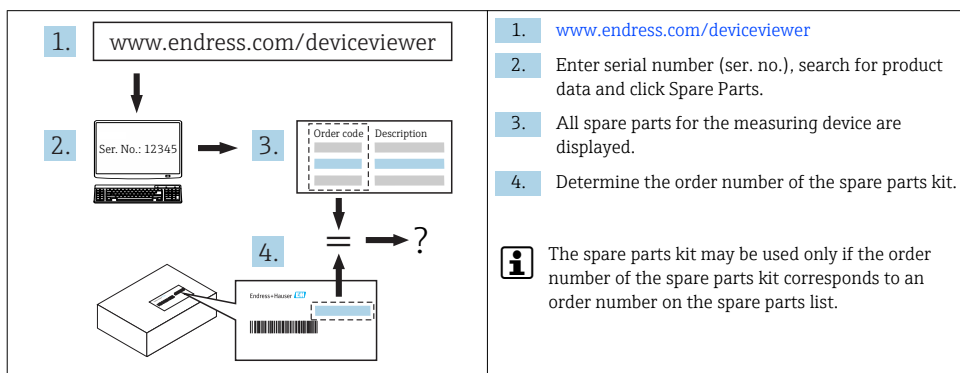 1.
www.endress.com/deviceviewer
2.
Ser. No.: 12345
3.
Order code
Description
4.
?
Endress+Hauser EH
1. www.endress.com/deviceviewer
2. Enter serial number (ser. no.), search for product
data and click Spare Parts.
3. All spare parts for the measuring device are
displayed.
4. Determine the order number of the spare parts kit.
i The spare parts kit may be used only if the order
number of the spare parts kit corresponds to an
order number on the spare parts list.